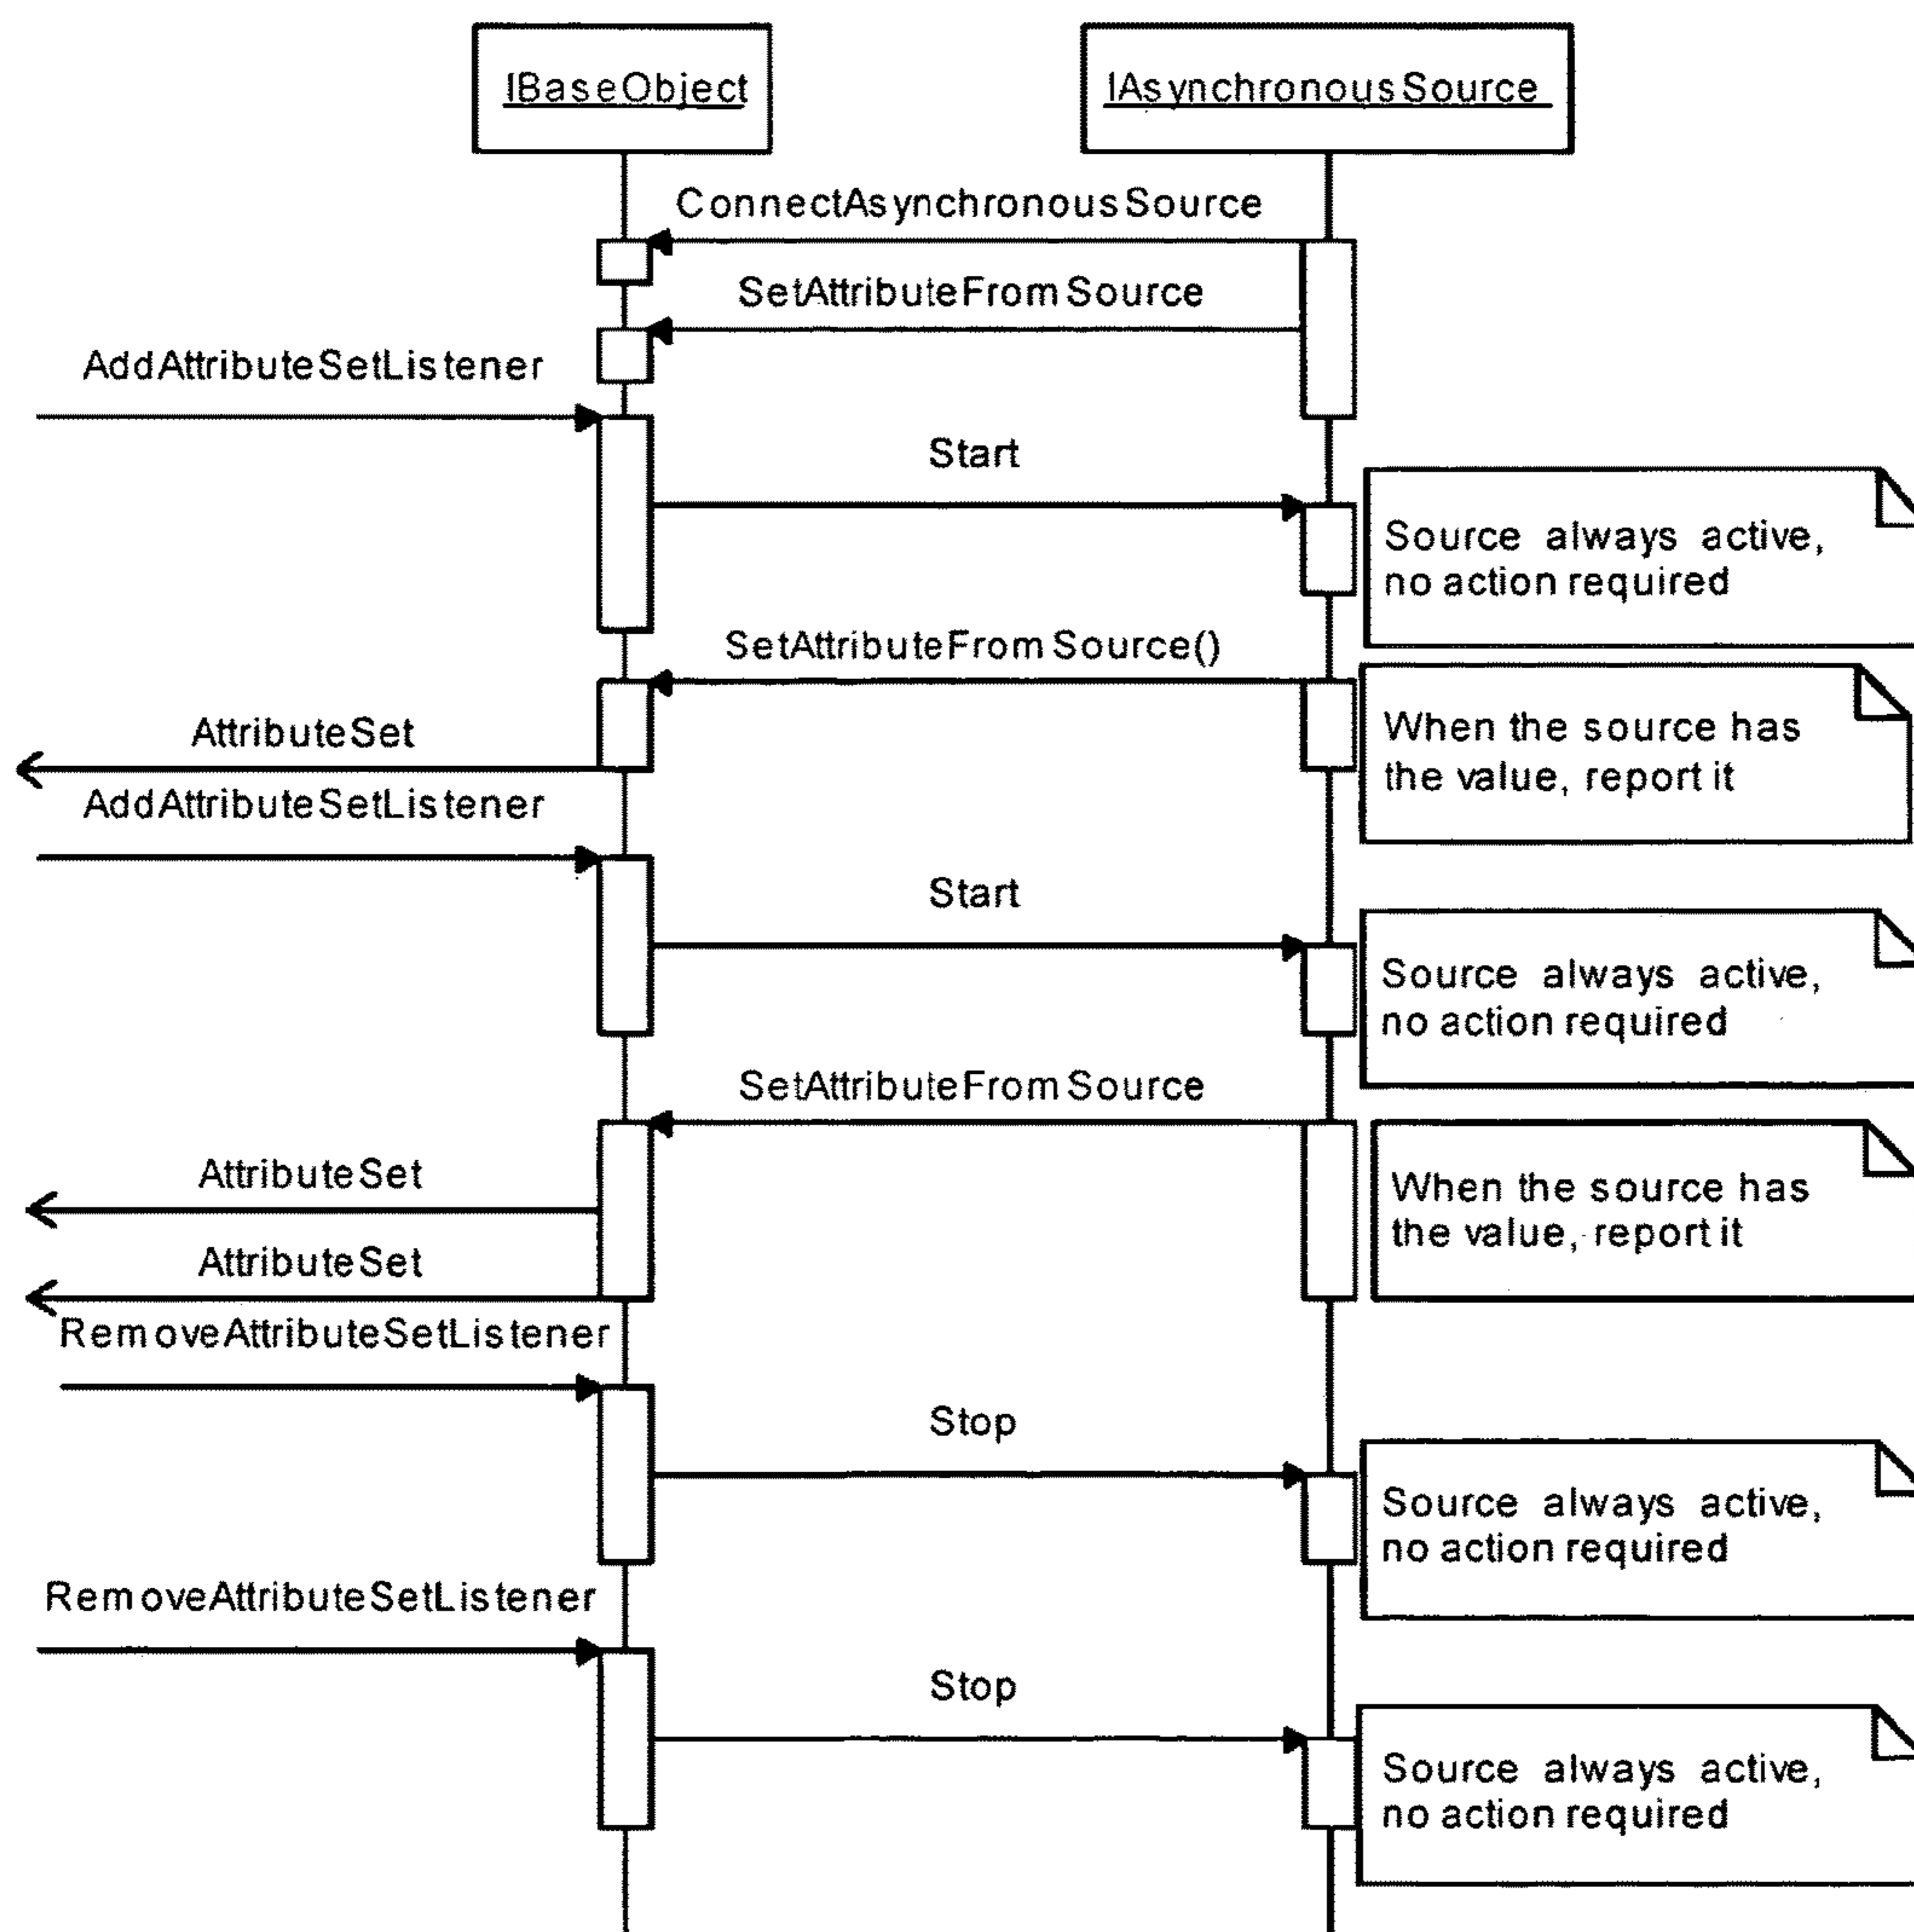 IBaseObject
IAsynchronousSource
ConnectAsynchronousSource
SetAttributeFromSource
AddAttributeSetListener
Start
Source always active,
no action required
SetAttributeFromSource()
When the source has
the value, report it
AttributeSet
AddAttributeSetListener
Start
Source always active,
no action required
SetAttributeFromSource
When the source has
the value, report it
AttributeSet
AttributeSet
RemoveAttributeSetListener
Stop
Source always active,
no action required
RemoveAttributeSetListener
Stop
Source always active,
no action required